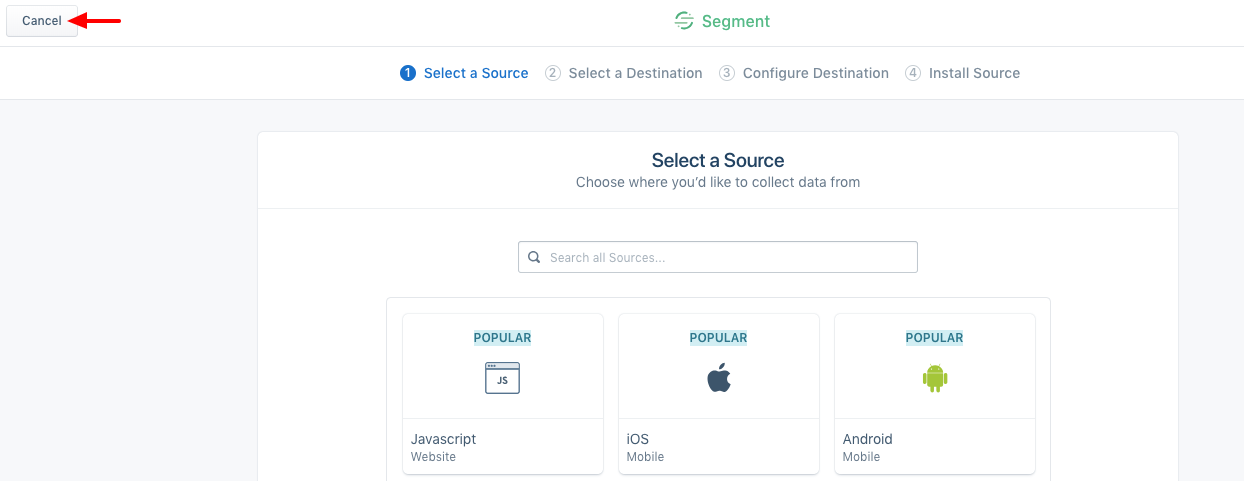 Cancel
Segment
1 Select a Source 2 Select a Destination 3 Configure Destination 4 Install Source
Select a Source
Choose where you’d like to collect data from
Search all Sources...
POPULAR POPULAR POPULAR
JS
Javascript iOS Android
Website Mobile Mobile